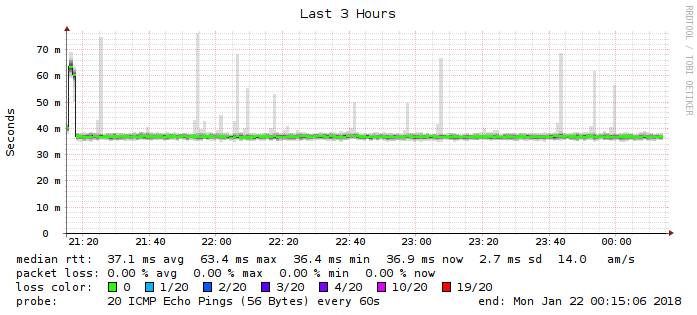 Last 3 Hours
RRDTOOL / TOBI OETIKER
Seconds
70 m
60 m
50 m
40 m
30 m
20 m
10 m
0
21:20 21:40 22:00 22:20 22:40 23:00 23:20 23:40 00:00
median rtt: 37.1 ms avg 63.4 ms max 36.4 ms min 36.9 ms now 2.7 ms sd 14.0 am/s
packet loss: 0.00 % avg 0.00 % max 0.00 % min 0.00 % now
loss color: 0 1/20 2/20 3/20 4/20 10/20 19/20
probe: 20 ICMP Echo Pings (56 Bytes) every 60s end: Mon Jan 22 00:15:06 2018